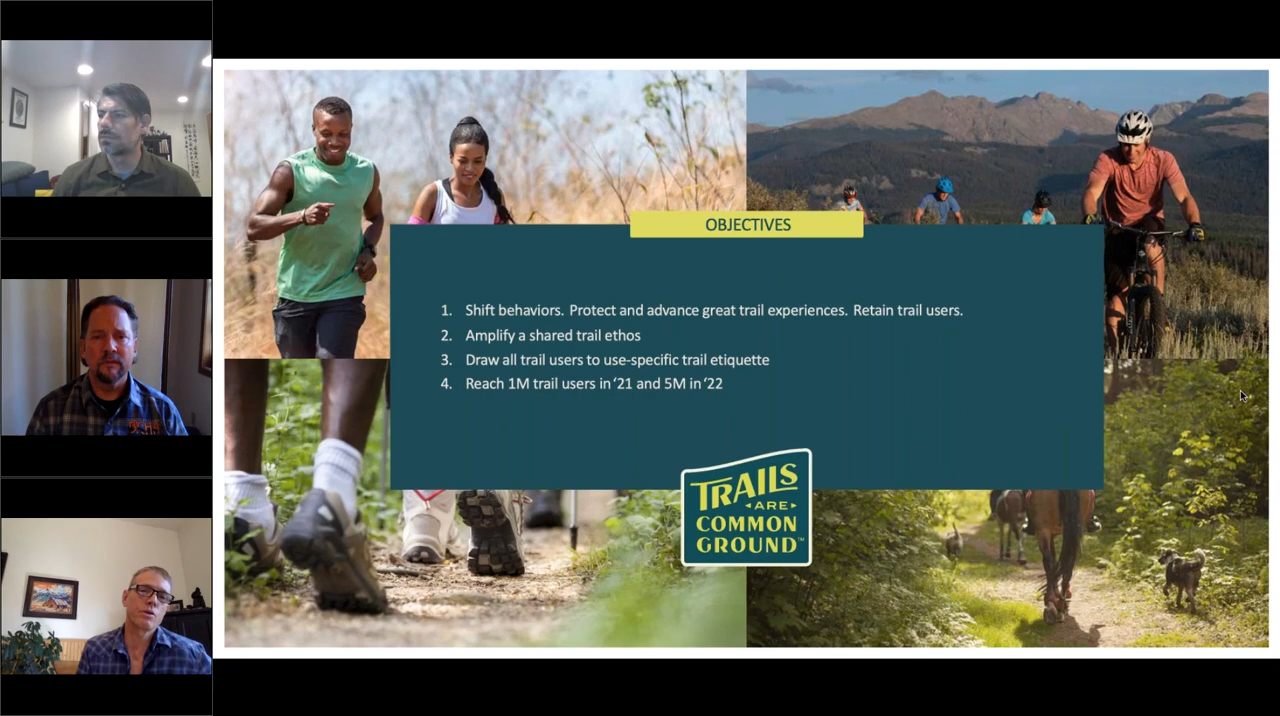 OBJECTIVES
1. Shift behaviors. Protect and advance great trail experiences. Retain trail users.
2. Amplify a shared trail ethos
3. Draw all trail users to use-specific trail etiquette
4. Reach 1M trail users in ‘21 and 5M in ‘22
TRAILS
ARE
COMMON
GROUND™